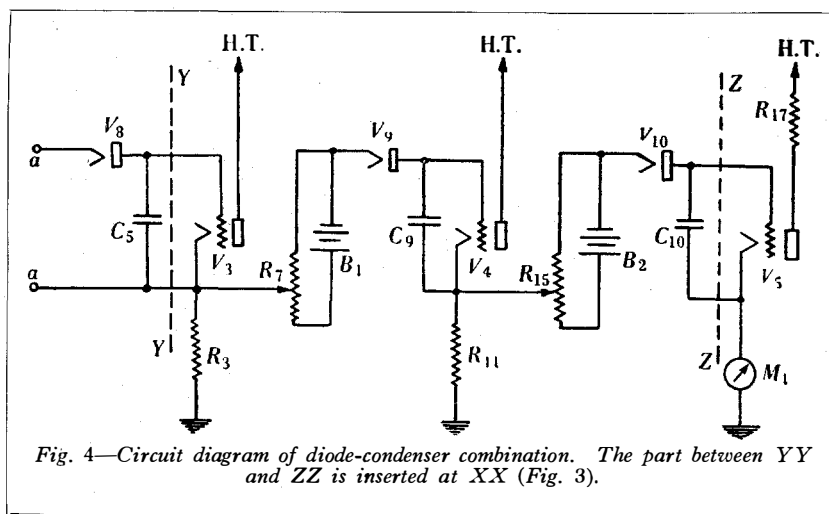 H.T.
H.T.
H.T.
Y
Z
R17
V8
V9
V10
a
C5
V3
R7
B1
C9
V4
R15
B2
C10
V5
a
Y
R3
R11
Z
M1
Fig. 4—Circuit diagram of diode-condenser combination. The part between YY
and ZZ is inserted at XX (Fig. 3).